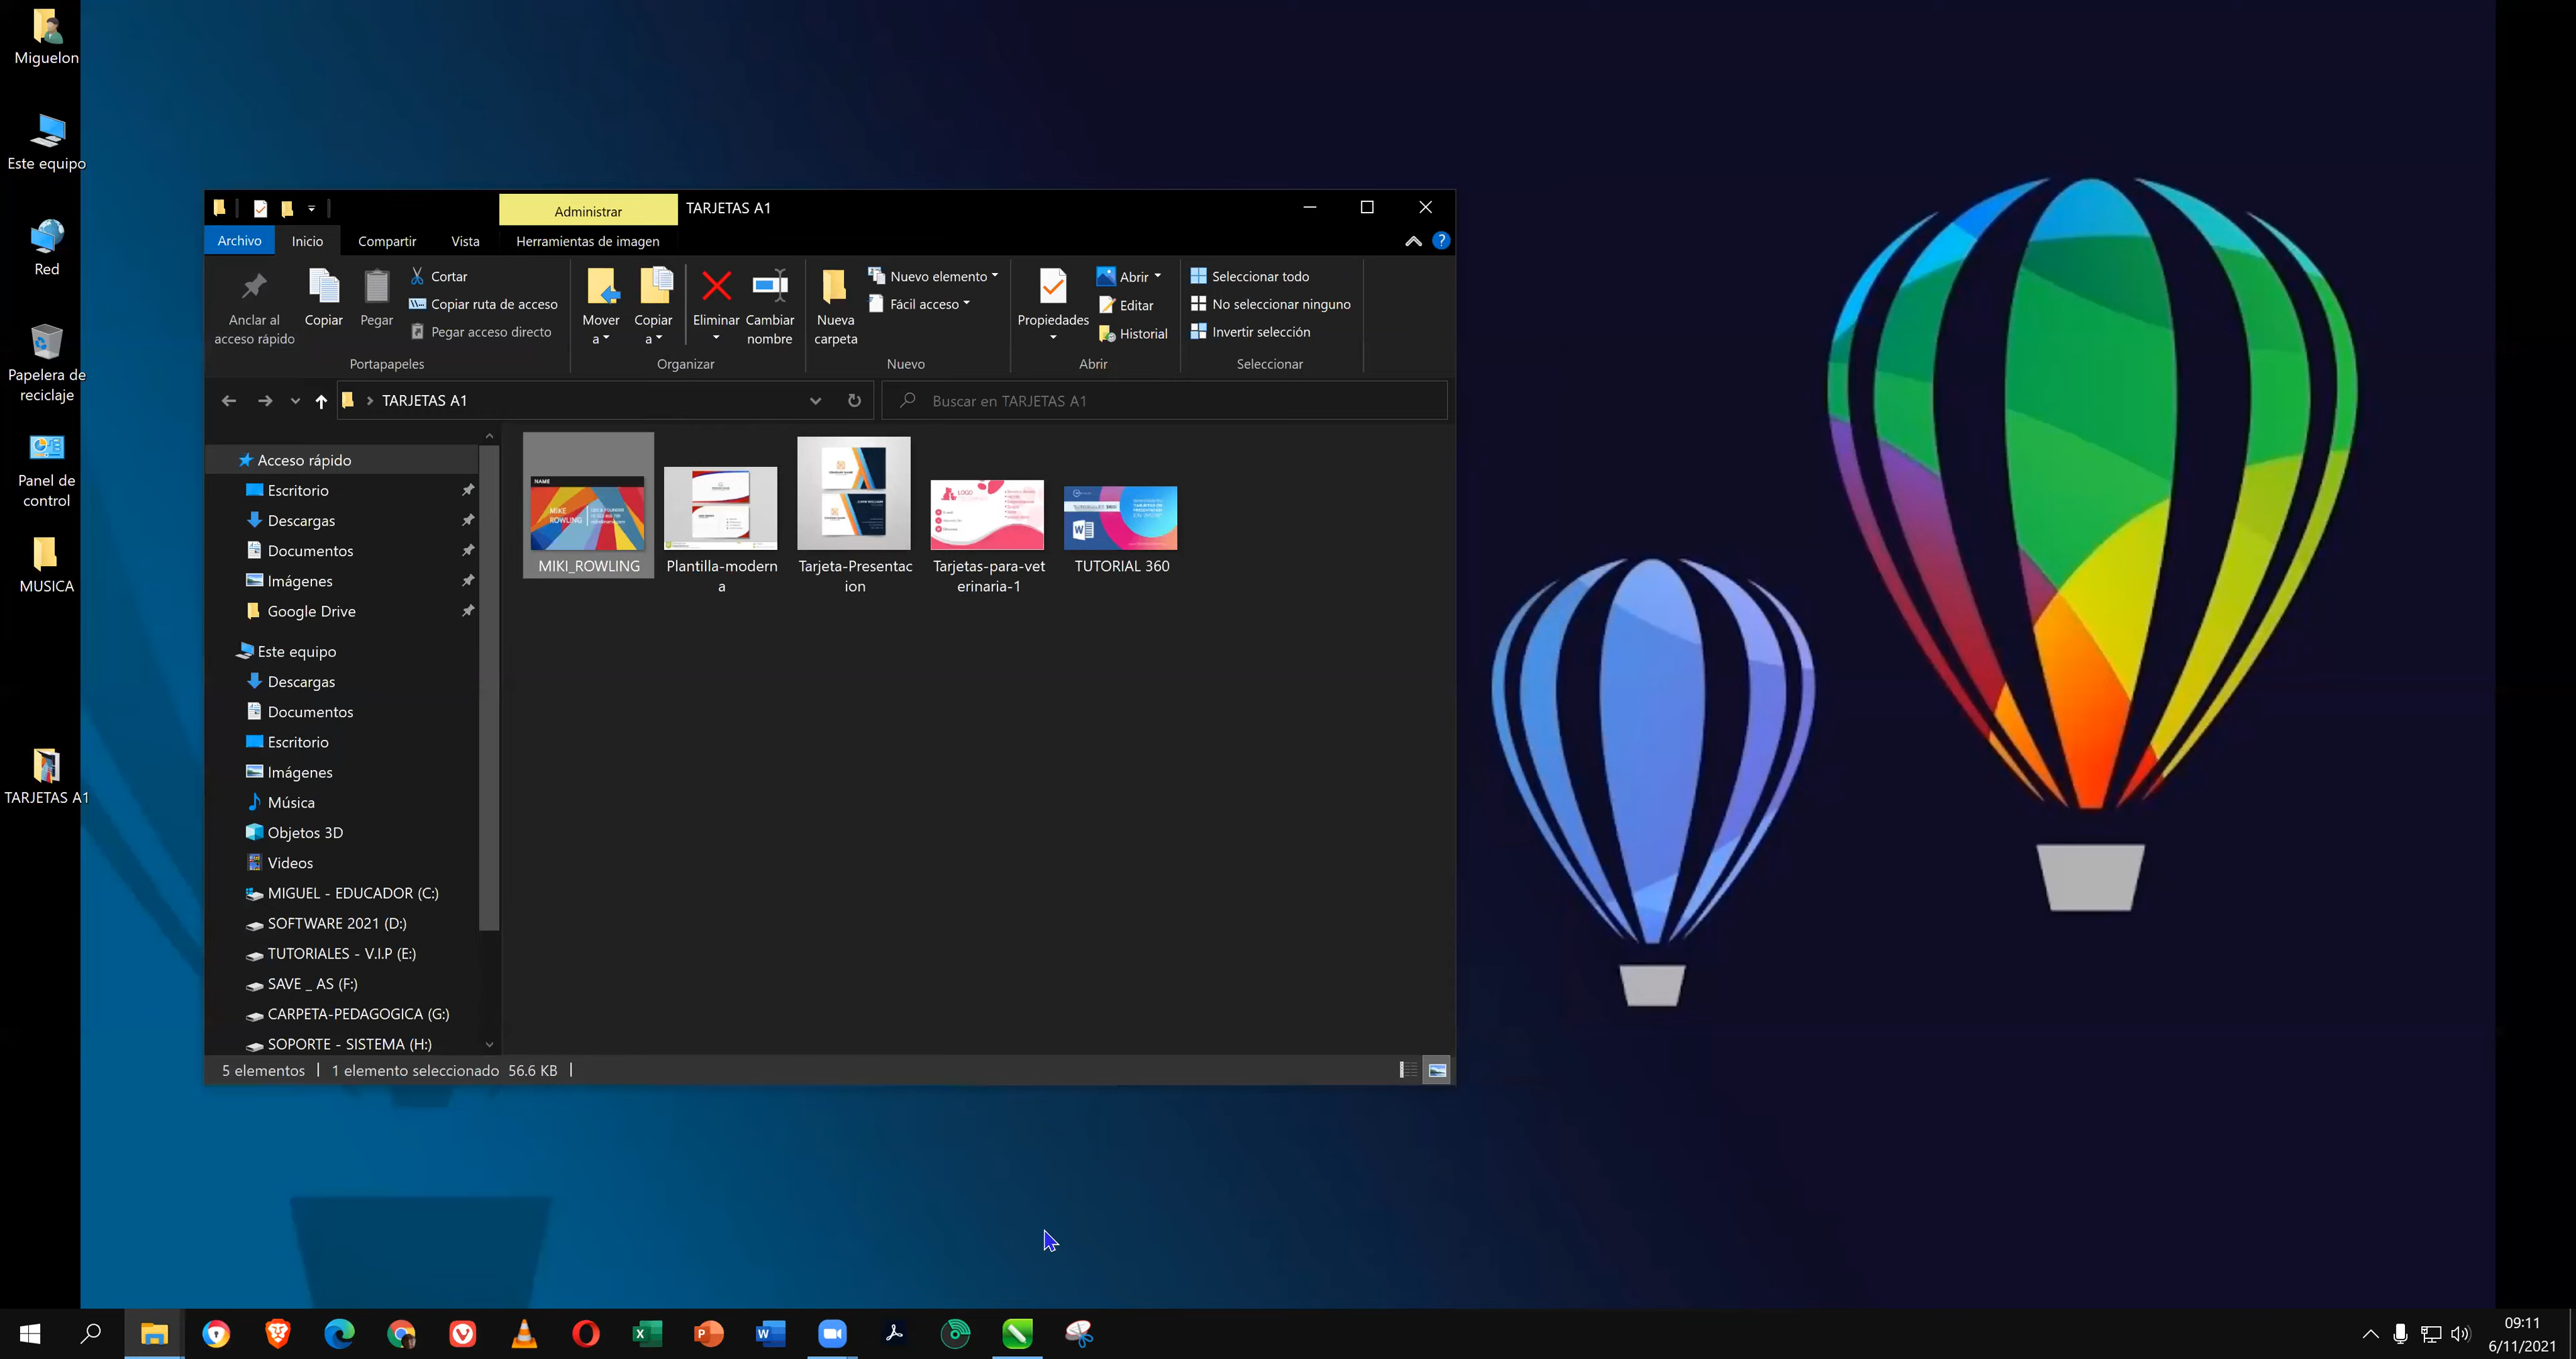 Miguelon
Este equipo
Red
Papelera de
reciclaje
Panel de
control
MUSICA
TARJETAS A1
Administrar
TARJETAS A1
Archivo
Inicio
Compartir
Vista
Herramientas de imagen
?
Anclar al
acceso rápido
Copiar
Pegar
Cortar
Copiar ruta de acceso
Pegar acceso directo
Portapapeles
Mover
a
Copiar
a
Eliminar
Cambiar
nombre
Organizar
Nueva
carpeta
Nuevo elemento
Fácil acceso
Nuevo
Propiedades
Abrir
Editar
Historial
Abrir
Seleccionar todo
No seleccionar ninguno
Invertir selección
Seleccionar
TARJETAS A1
Buscar en TARJETAS A1
Acceso rápido
Escritorio
Descargas
Documentos
Imágenes
Google Drive
Este equipo
Descargas
Documentos
Escritorio
Imágenes
Música
Objetos 3D
Videos
MIGUEL - EDUCADOR (C:)
SOFTWARE 2021 (D:)
TUTORIALES - V.I.P (E:)
SAVE _ AS (F:)
CARPETA-PEDAGOGICA (G:)
SOPORTE - SISTEMA (H:)
NAME
MIKE
ROWLING
MIKI_ROWLING
Plantilla-modern
a
Tarjeta-Presentac
ion
LOGO
Tarjetas-para-vet
erinaria-1
W
TUTORIAL 360
5 elementos
1 elemento seleccionado 56.6 KB
X
P
W
09:11
6/11/2021